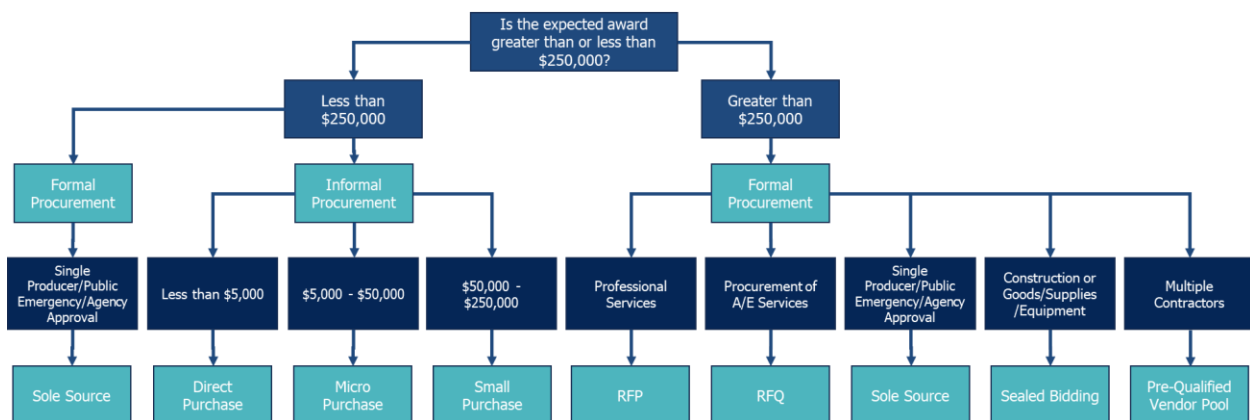 Is the expected award
greater than or less than
$250,000?
Less than
$250,000
Greater than
$250,000
Formal
Procurement
Informal
Procurement
Formal
Procurement
Single
Producer/Public
Emergency/Agency
Approval
Less than $5,000
$5,000 - $50,000
$50,000 -
$250,000
Professional
Services
Procurement of
A/E Services
Single
Producer/Public
Emergency/Agency
Approval
Construction or
Goods/Supplies
/Equipment
Multiple
Contractors
Sole Source
Direct
Purchase
Micro
Purchase
Small
Purchase
RFP
RFQ
Sole Source
Sealed Bidding
Pre-Qualified
Vendor Pool